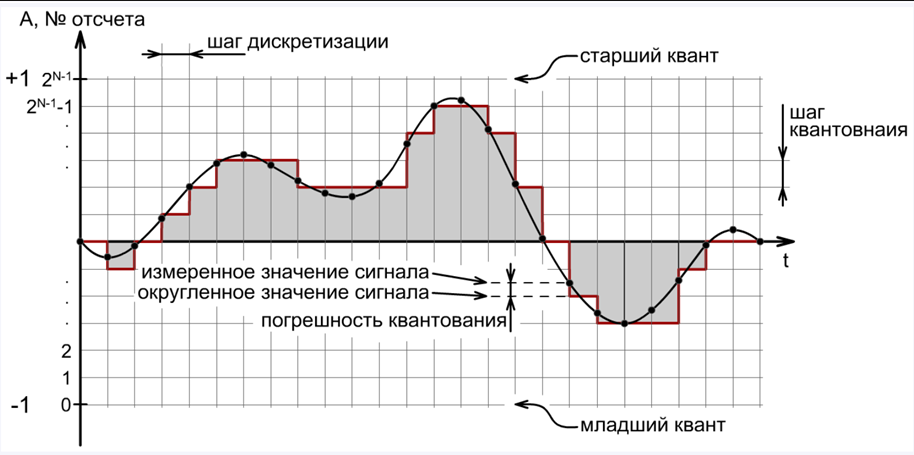 А, № отсчета
шаг дискретизации
старший квант
+1 2N-1
2N-1-1
шаг
квантовнаия
t
измеренное значение сигнала
округленное значение сигнала
погрешность квантования
2
1
-1 0
младший квант